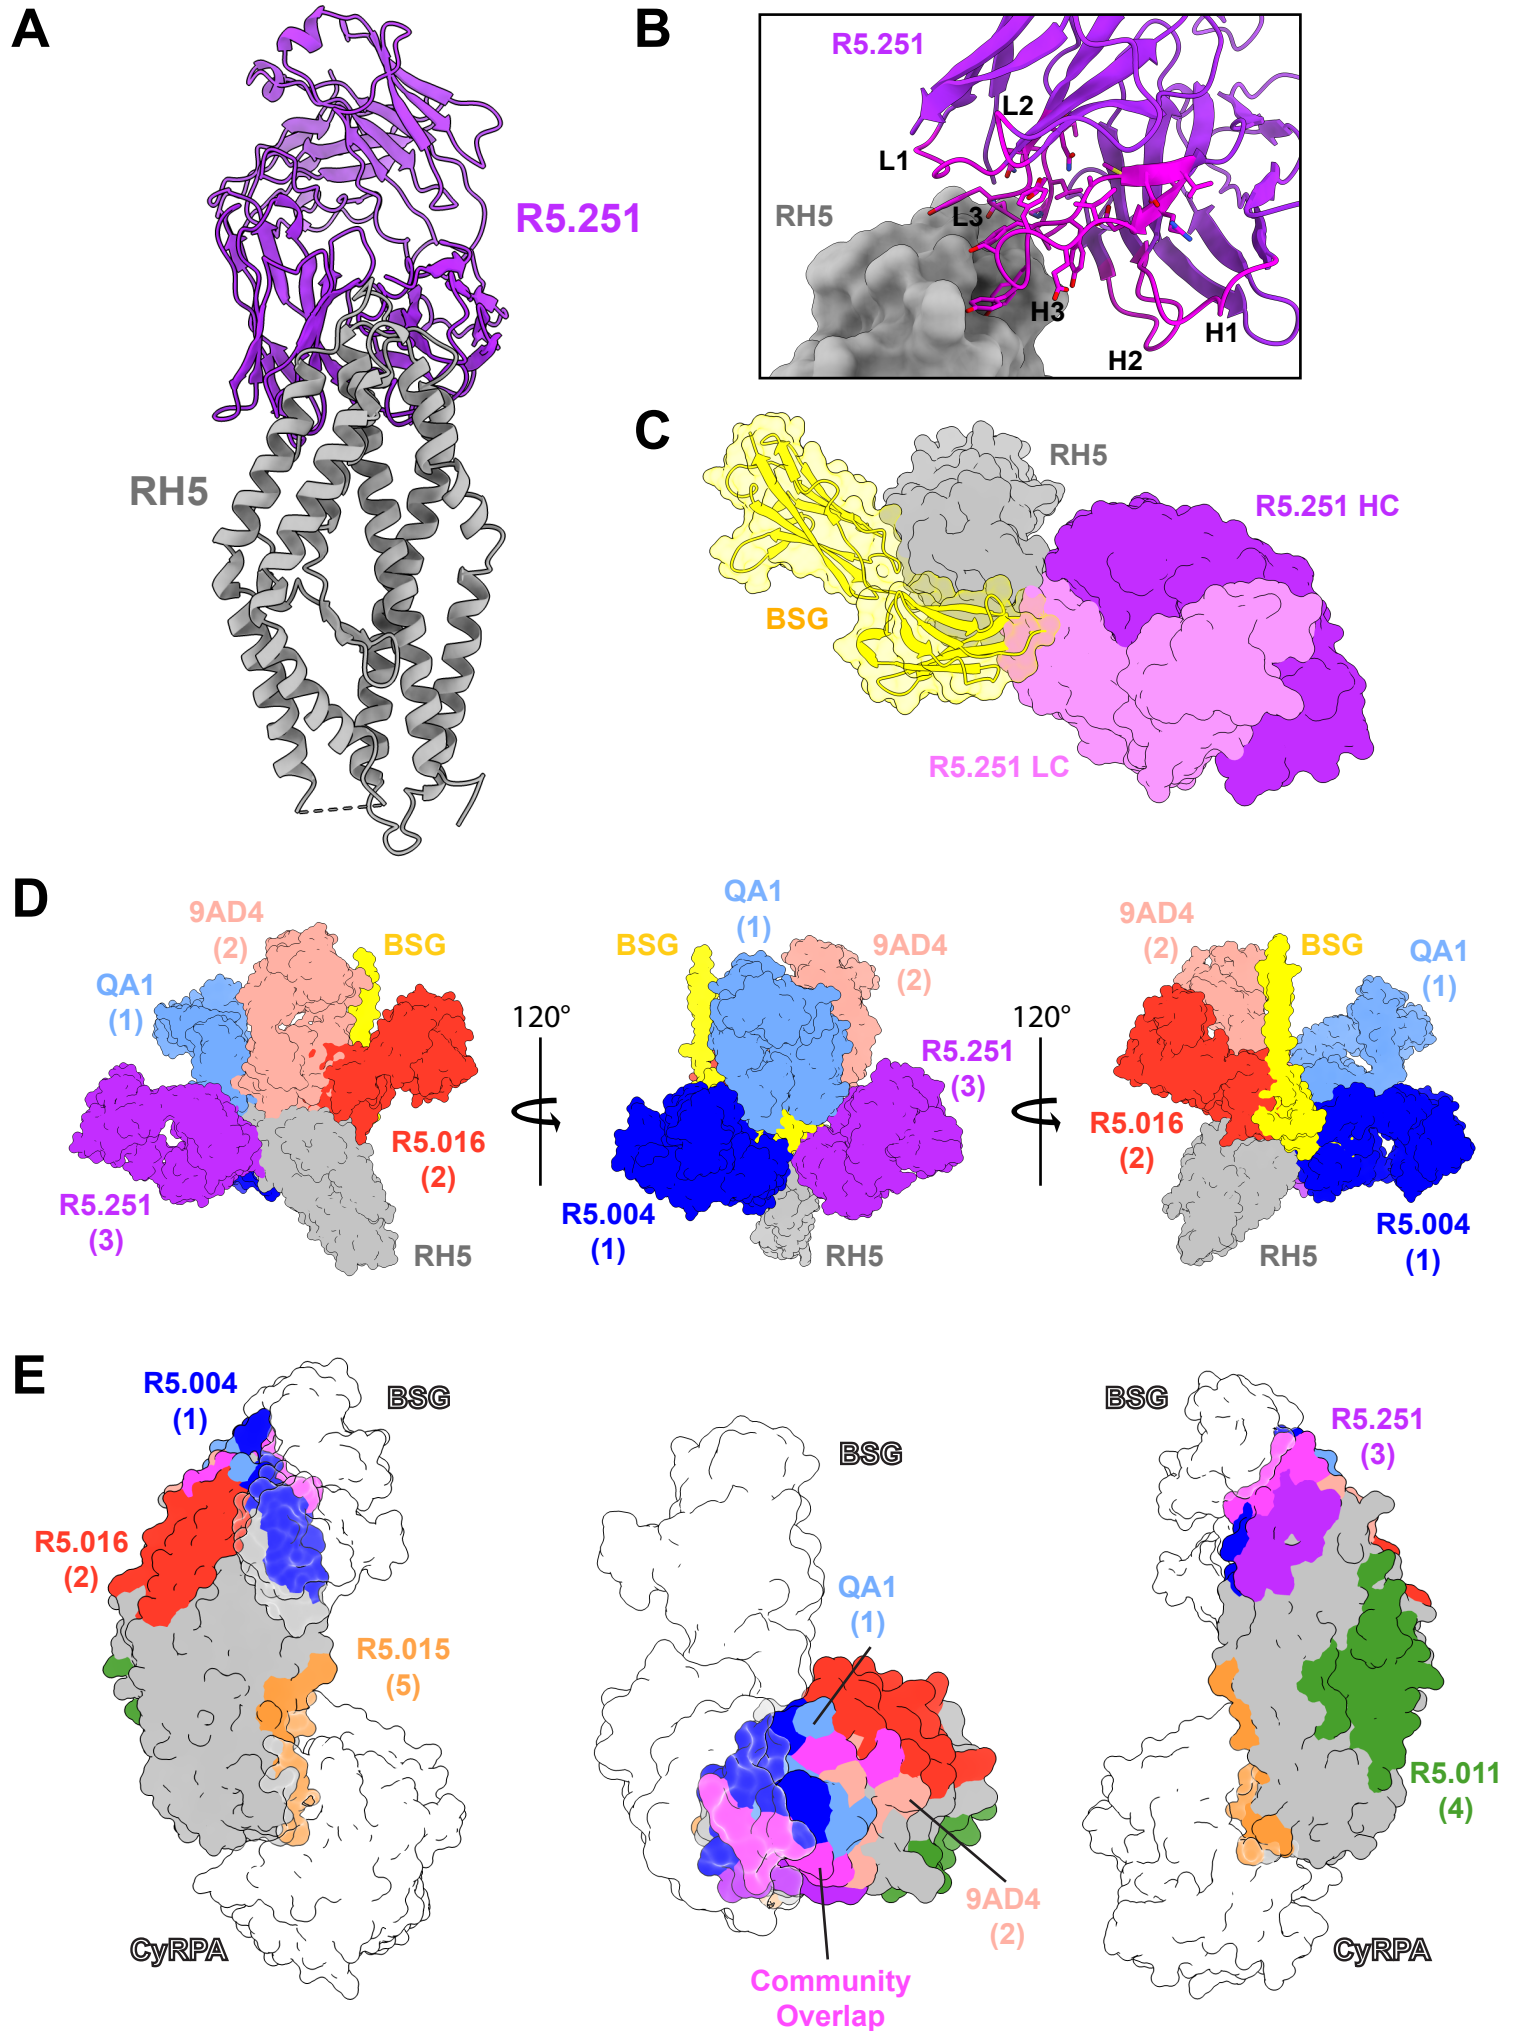 A
R5.251
RH5
B
R5.251
L2
L1
RH5
L3
H3
H2
H1
C
RH5
R5.251 HC
BSG
R5.251 LC
D
9AD4
(2)
BSG
QA1
(1)
R5.016
(2)
R5.251
(3)
RH5
120°
QA1
(1)
BSG
9AD4
(2)
R5.251
(3)
R5.004
(1)
RH5
120°
9AD4
(2)
BSG
QA1
(1)
R5.016
(2)
R5.004
(1)
RH5
E
R5.004
(1)
BSG
R5.016
(2)
R5.015
(5)
CyRPA
BSG
QA1
(1)
9AD4
(2)
Community
Overlap
BSG
R5.251
(3)
R5.011
(4)
CyRPA